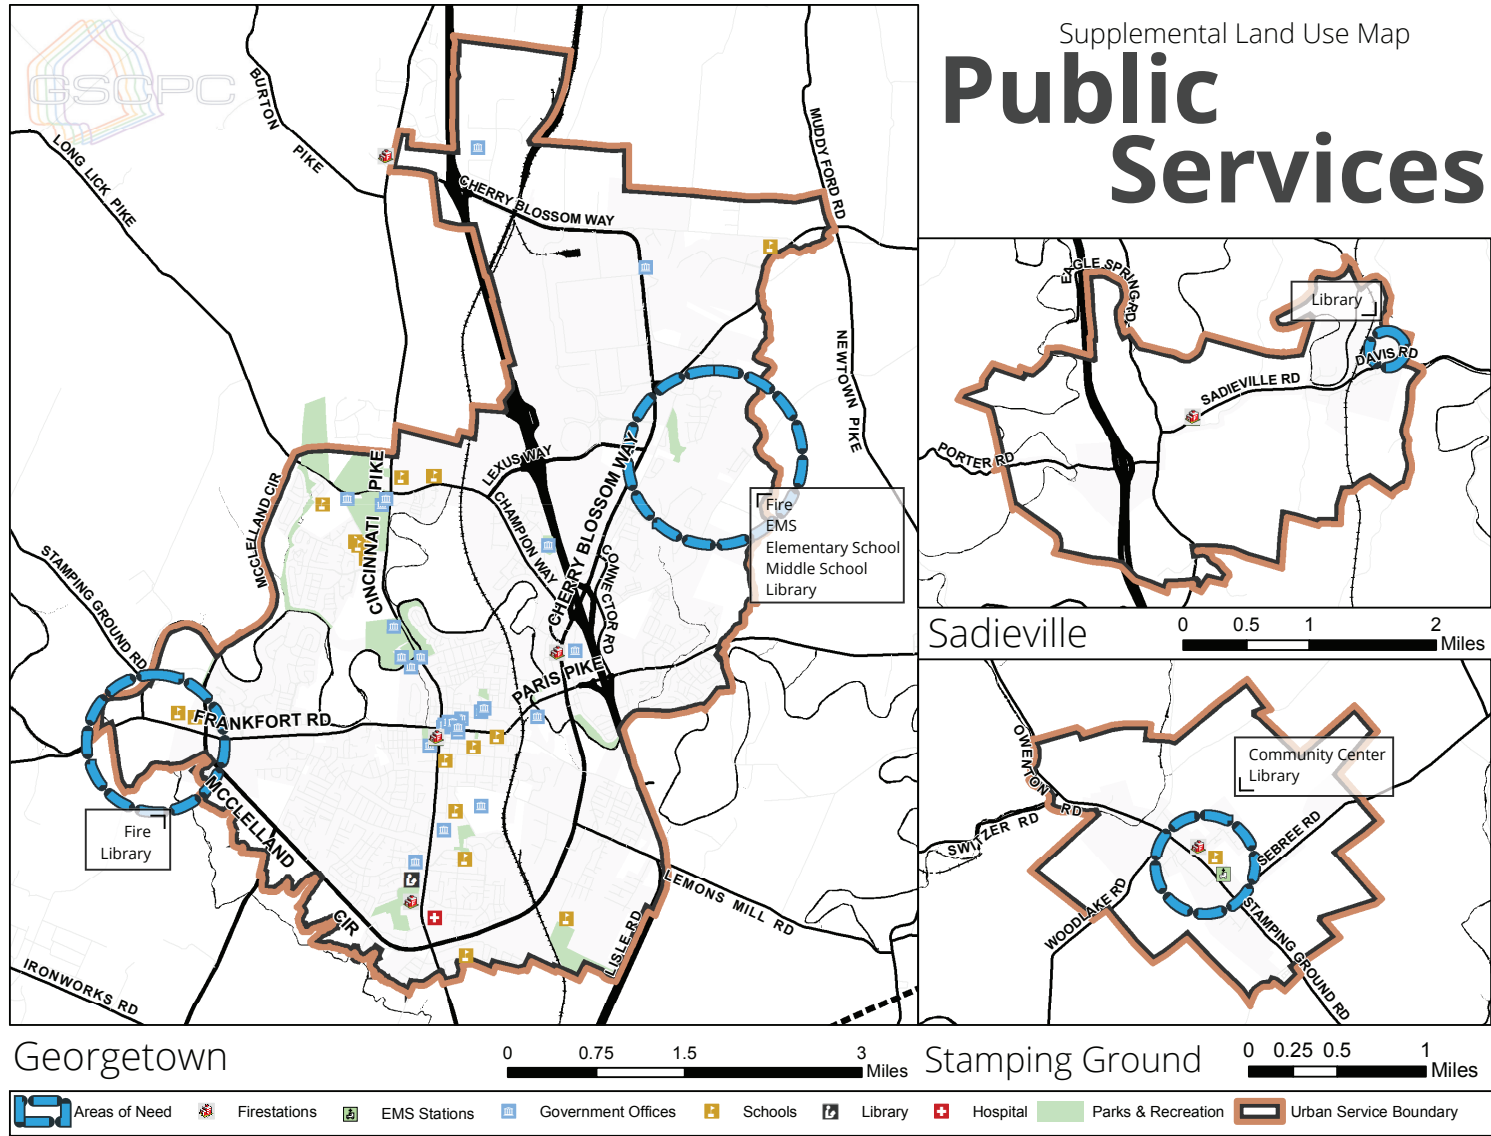 Supplemental Land Use Map
Public
Services
GSCPC
BURTON
PIKE
LONG LICK PIKE
MUDDY FORD RD
CHERRY BLOSSOM WAY
NEWTOWN PIKE
LEXUS WAY
CHAMPION WAY
CHERRY BLOSSOM WAY
CONNECTOR RD
MCCLELLAND CIR
CINCINNATI PIKE
STAMPING GROUND RD
Fire
EMS
Elementary School
Middle School
Library
PARIS PIKE
FRANKFORT RD
MCCLELLAND
CIR
Fire
Library
LEMONS MILL RD
LISLE RD
IRONWORKS RD
Georgetown
0 0.75 1.5 3
Miles
EAGLE SPRING RD
Library
DAVIS RD
SADIEVILLE RD
PORTER RD
Sadieville
0 0.5 1 2
Miles
OWENTON RD
SWITZER RD
Community Center
Library
SEBREE RD
WOODLAKE RD
STAMPING GROUND RD
Stamping Ground
0 0.25 0.5 1
Miles
Areas of Need Firestations EMS Stations Government Offices Schools Library Hospital Parks & Recreation Urban Service Boundary